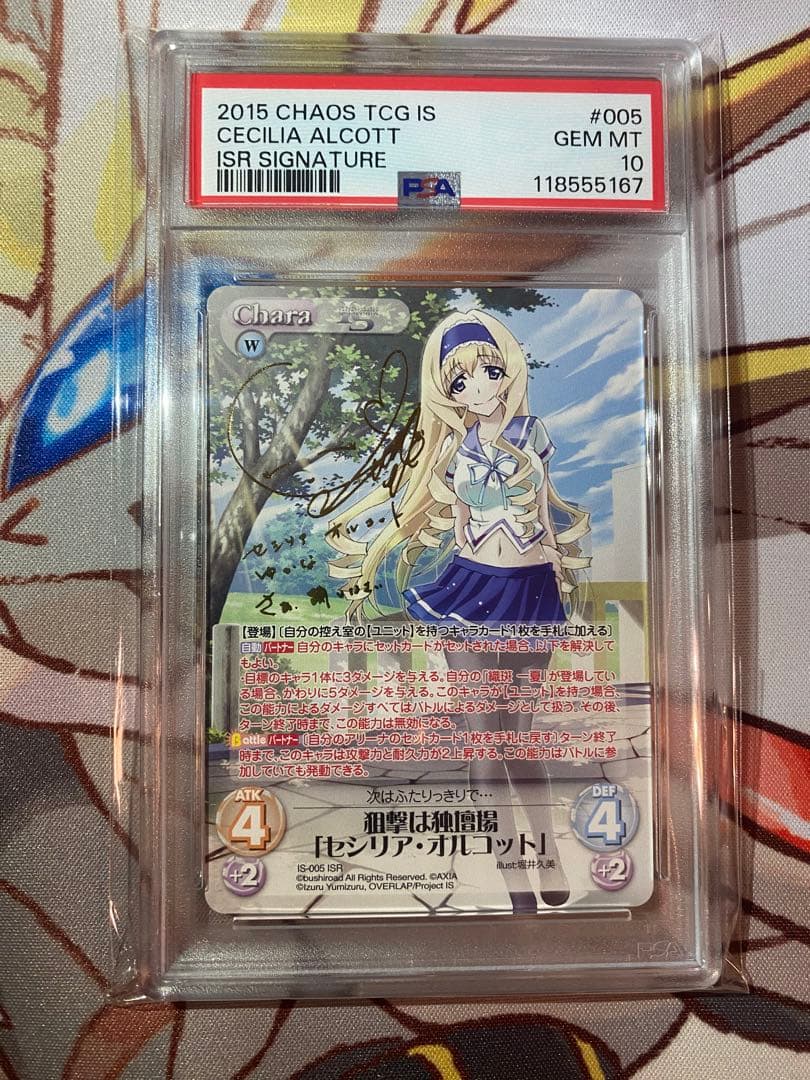 2015 CHAOS TCG IS #005
CECILIA ALCOTT GEM MT
ISR SIGNATURE 10
PSA 118555167
Chara
IS
W
セシリア オルコット
ゆかな
【登場】〔自分の控え室の【ユニット】を持つキャラカード1枚を手札に加える〕
自動 パートナー 自分のキャラにセットカードがセットされた場合、以下を解決して
もよい。
・目標のキャラ1体に3ダメージを与える。自分の「織斑 一夏」が登場してい
る場合、かわりに5ダメージを与える。このキャラが【ユニット】を持つ場合、
この能力によるダメージすべてはバトルによるダメージとして扱う。その後、
ターン終了時まで、この能力は無効になる。
Battle パートナー 〔自分のアリーナのセットカード1枚を手札に戻す〕ターン終了
時まで、このキャラは攻撃力と耐久力が2上昇する。この能力はバトルに参
加していても発動できる。
次はふたりっきりで…
ATK
4
+2
狙撃は独壇場
「セシリア・オルコット」
DEF
4
+2
IS-005 ISR illust:堀井久美
©bushiroad All Rights Reserved. ©AXIA
©Izuru Yumizuru, OVERLAP/Project IS
PSA